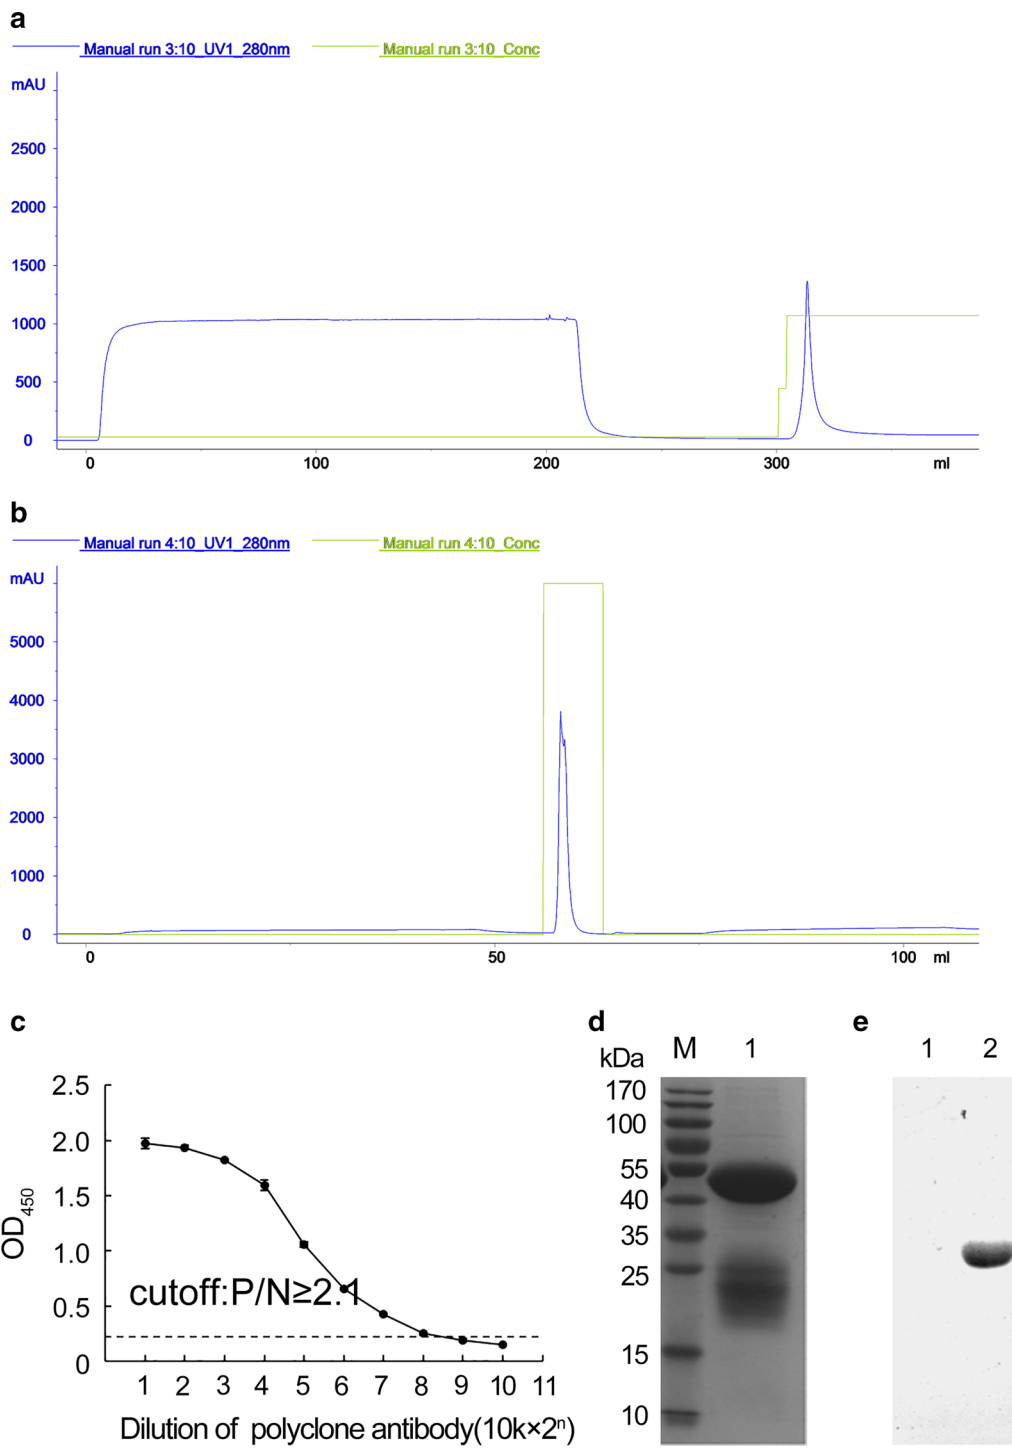 a
Manual run 3:10_UV1_280nm Manual run 3:10_Conc
mAU
2500
2000
1500
1000
500
0
0 100 200 300 ml
b
Manual run 4:10_UV1_280nm Manual run 4:10_Conc
mAU
5000
4000
3000
2000
1000
0
0 50 100 ml
c
2.5
2.0
1.5
1.0
0.5
0
OD450
cutoff:P/N≥2.1
1 2 3 4 5 6 7 8 9 10 11
Dilution of polyclone antibody(10k×2ⁿ)
d
kDa M 1
170
100
55
40
35
25
15
10
e
1 2